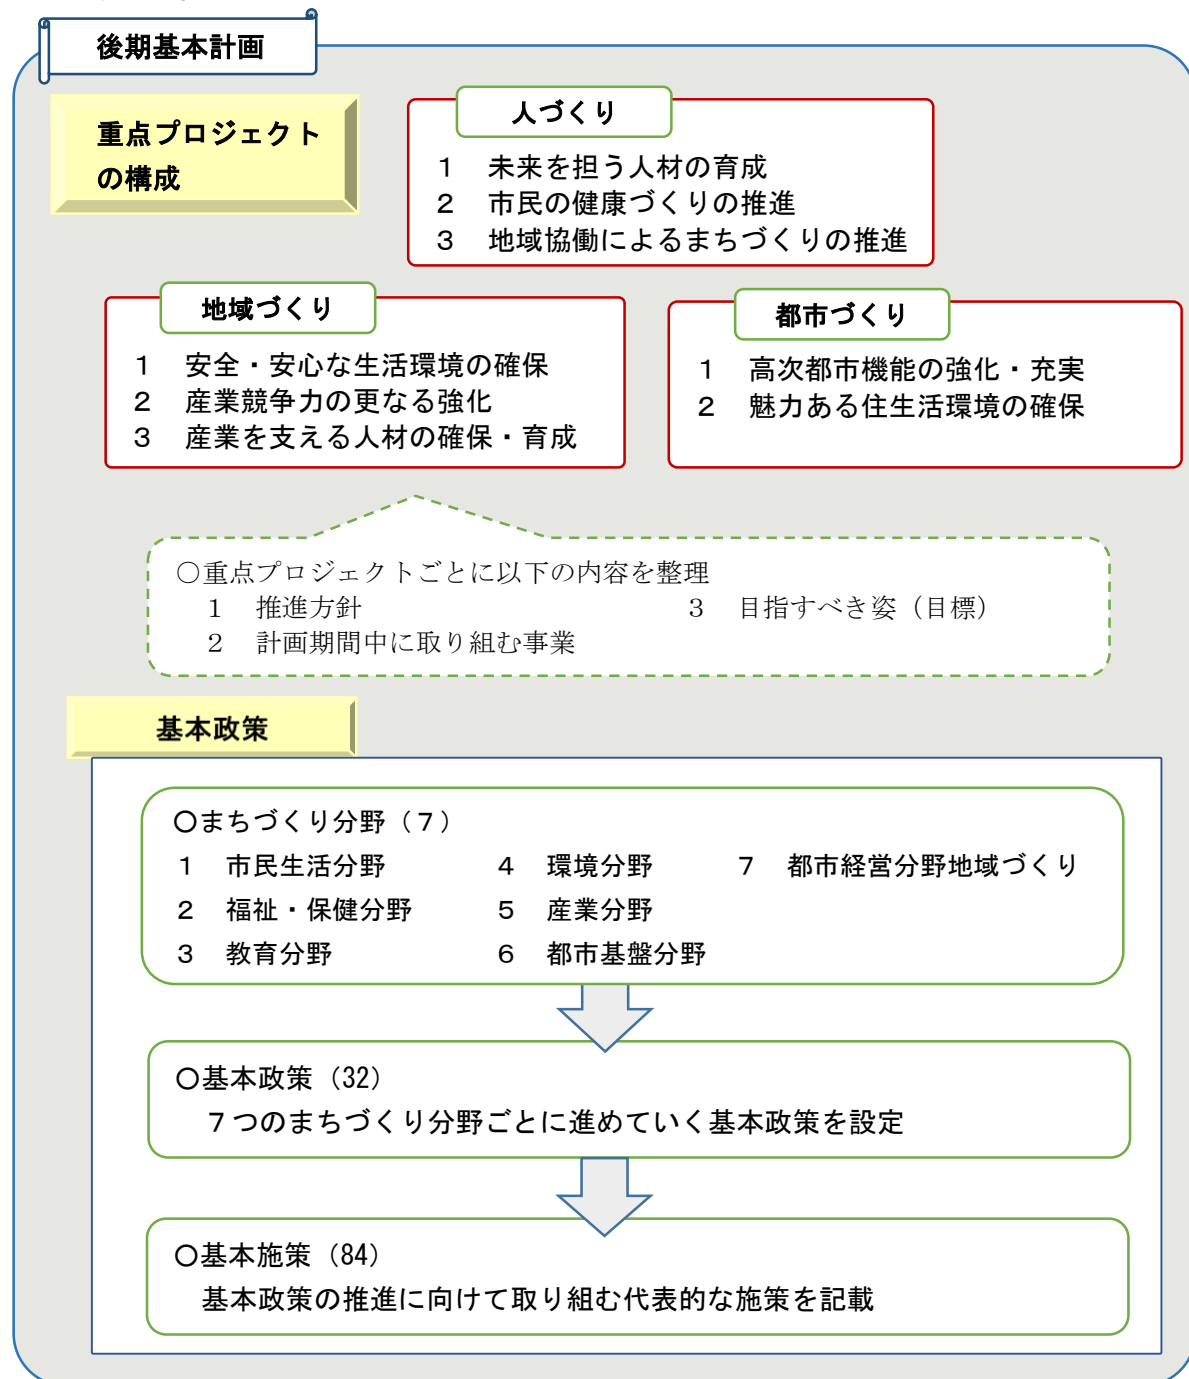 後期基本計画
重点プロジェクト
の構成
人づくり
１　未来を担う人材の育成
２　市民の健康づくりの推進
３　地域協働によるまちづくりの推進
地域づくり
１　安全・安心な生活環境の確保
２　産業競争力の更なる強化
３　産業を支える人材の確保・育成
都市づくり
１　高次都市機能の強化・充実
２　魅力ある住生活環境の確保
○重点プロジェクトごとに以下の内容を整理
１　推進方針　　３　目指すべき姿（目標）
２　計画期間中に取り組む事業
基本政策
○まちづくり分野（７）
１　市民生活分野　　４　環境分野　　７　都市経営分野地域づくり
２　福祉・保健分野　　５　産業分野
３　教育分野　　６　都市基盤分野
○基本政策（32）
７つのまちづくり分野ごとに進めていく基本政策を設定
○基本施策（84）
基本政策の推進に向けて取り組む代表的な施策を記載